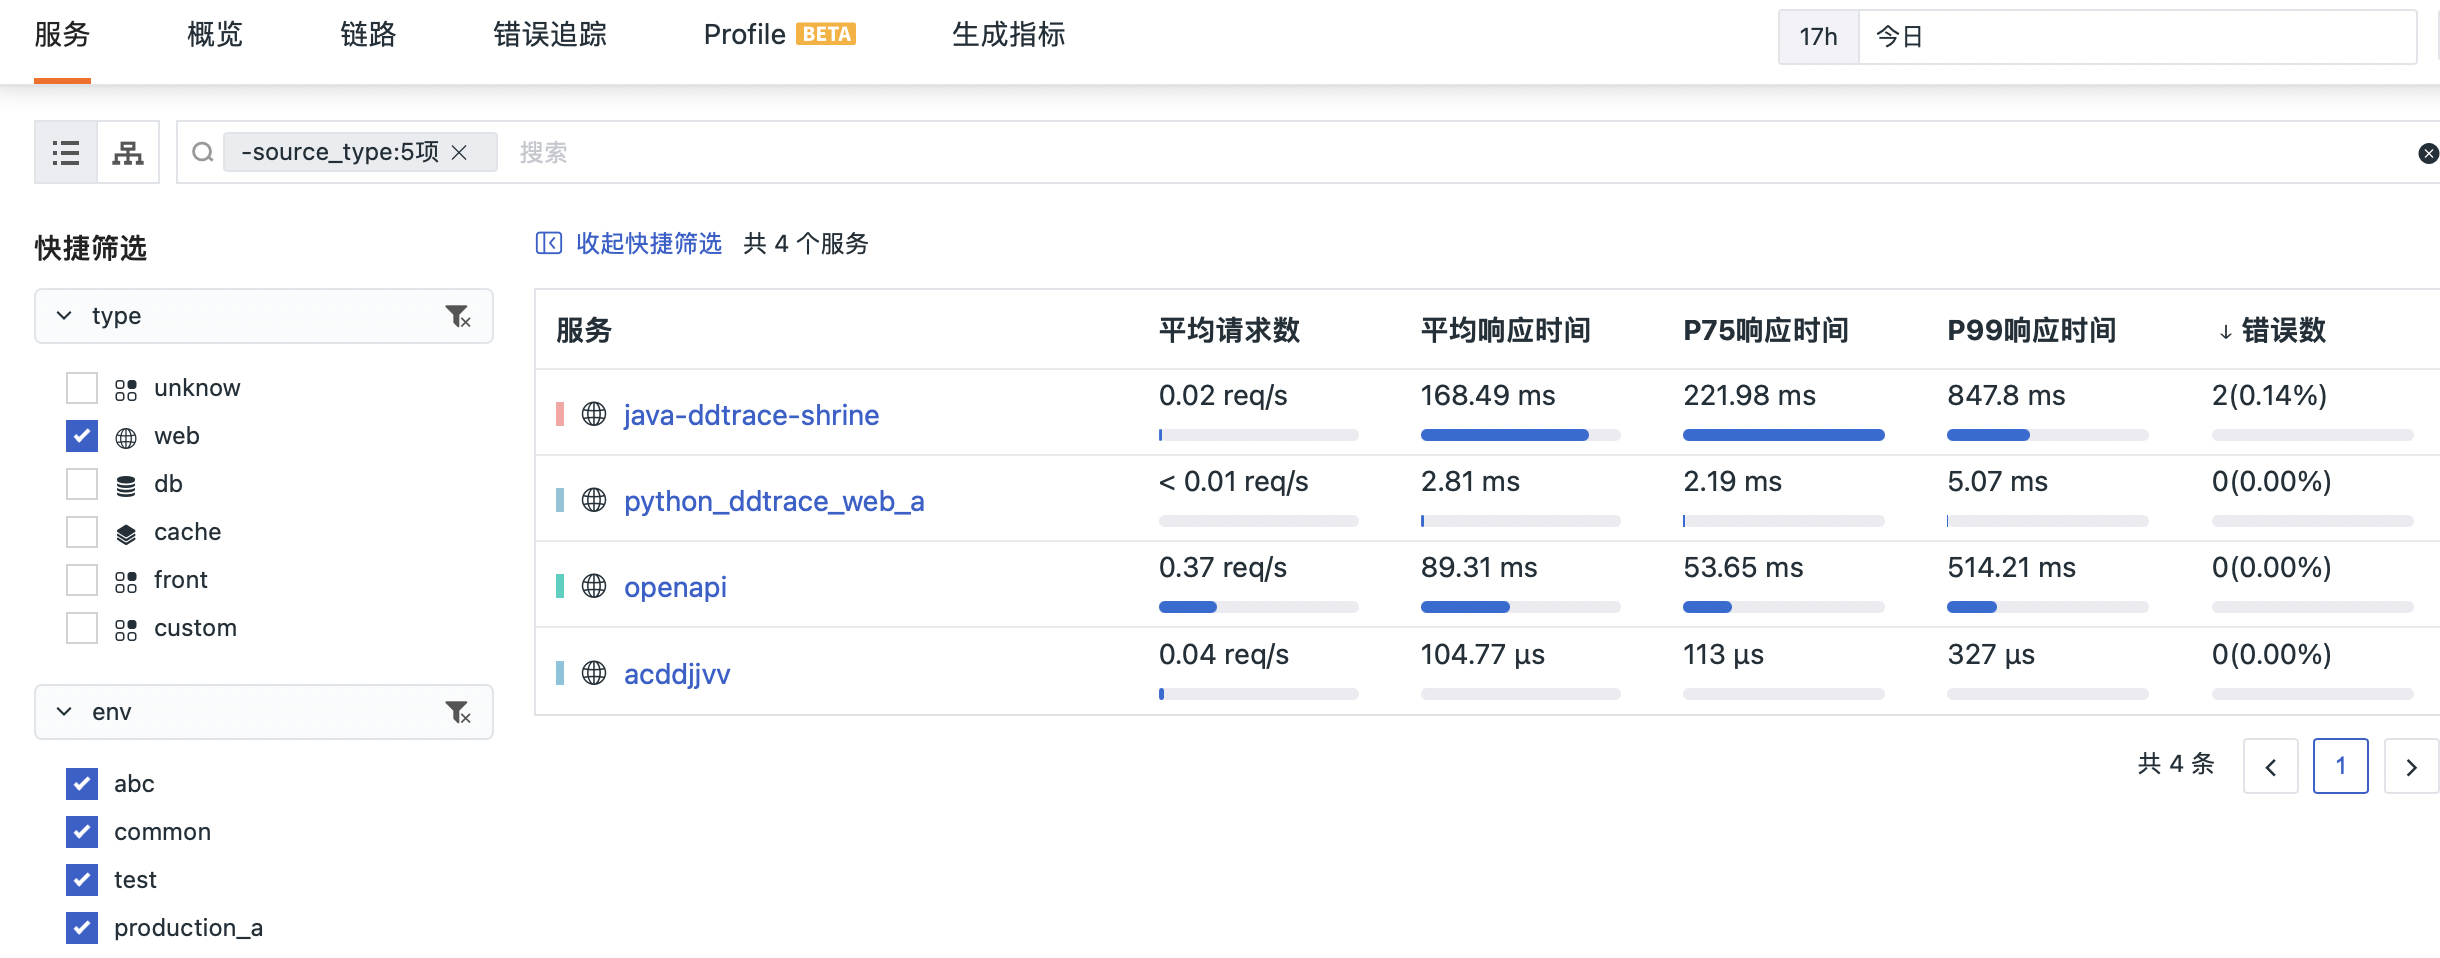 服务 概览 链路 错误追踪 Profile BETA 生成指标 17h 今日
-source_type:5项 搜索
快捷筛选
type
unknow
web
db
cache
front
custom
env
abc
common
test
production_a
收起快捷筛选 共 4 个服务
服务 平均请求数 平均响应时间 P75响应时间 P99响应时间 ↓ 错误数
java-ddtrace-shrine 0.02 req/s 168.49 ms 221.98 ms 847.8 ms 2(0.14%)
python_ddtrace_web_a < 0.01 req/s 2.81 ms 2.19 ms 5.07 ms 0(0.00%)
openapi 0.37 req/s 89.31 ms 53.65 ms 514.21 ms 0(0.00%)
acddjjvv 0.04 req/s 104.77 μs 113 μs 327 μs 0(0.00%)
共 4 条 1